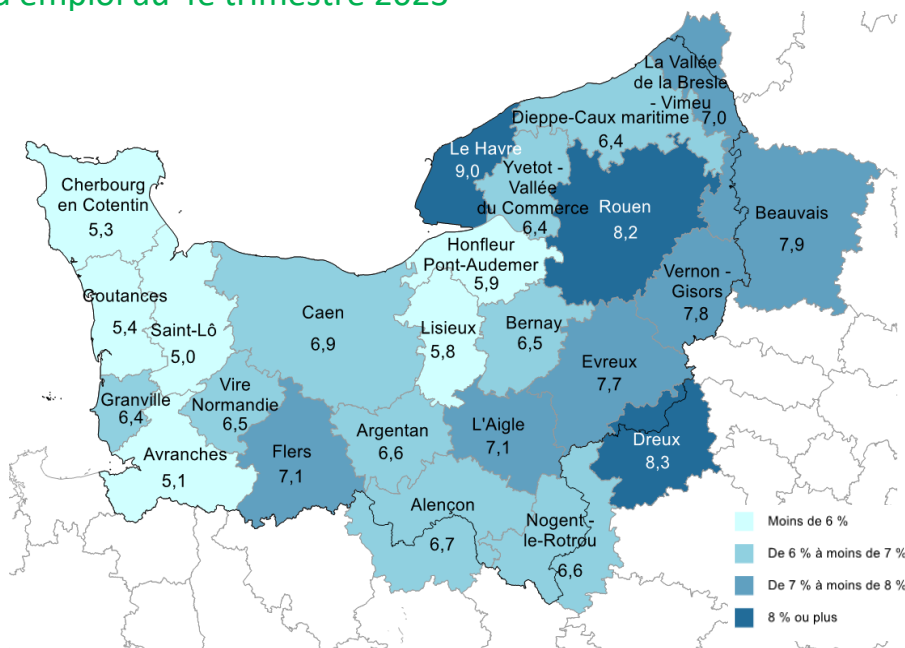 d'emploi au 4e trimestre 2023
La Vallée
de la Bresle
- Vimeu
7,0
Dieppe-Caux maritime
6,4
Le Havre
9,0
Yvetot -
Vallée
du Commerce
6,4
Rouen
8,2
Beauvais
7,9
Cherbourg
en Cotentin
5,3
Honfleur
Pont-Audemer
5,9
Vernon -
Gisors
7,8
Coutances
5,4
Saint-Lô
5,0
Caen
6,9
Lisieux
5,8
Bernay
6,5
Evreux
7,7
Granville
6,4
Vire
Normandie
6,5
Avranches
5,1
Flers
7,1
Argentan
6,6
L'Aigle
7,1
Dreux
8,3
Alençon
6,7
Nogent -
le-Rotrou
6,6
Moins de 6 %
De 6 % à moins de 7 %
De 7 % à moins de 8 %
8 % ou plus